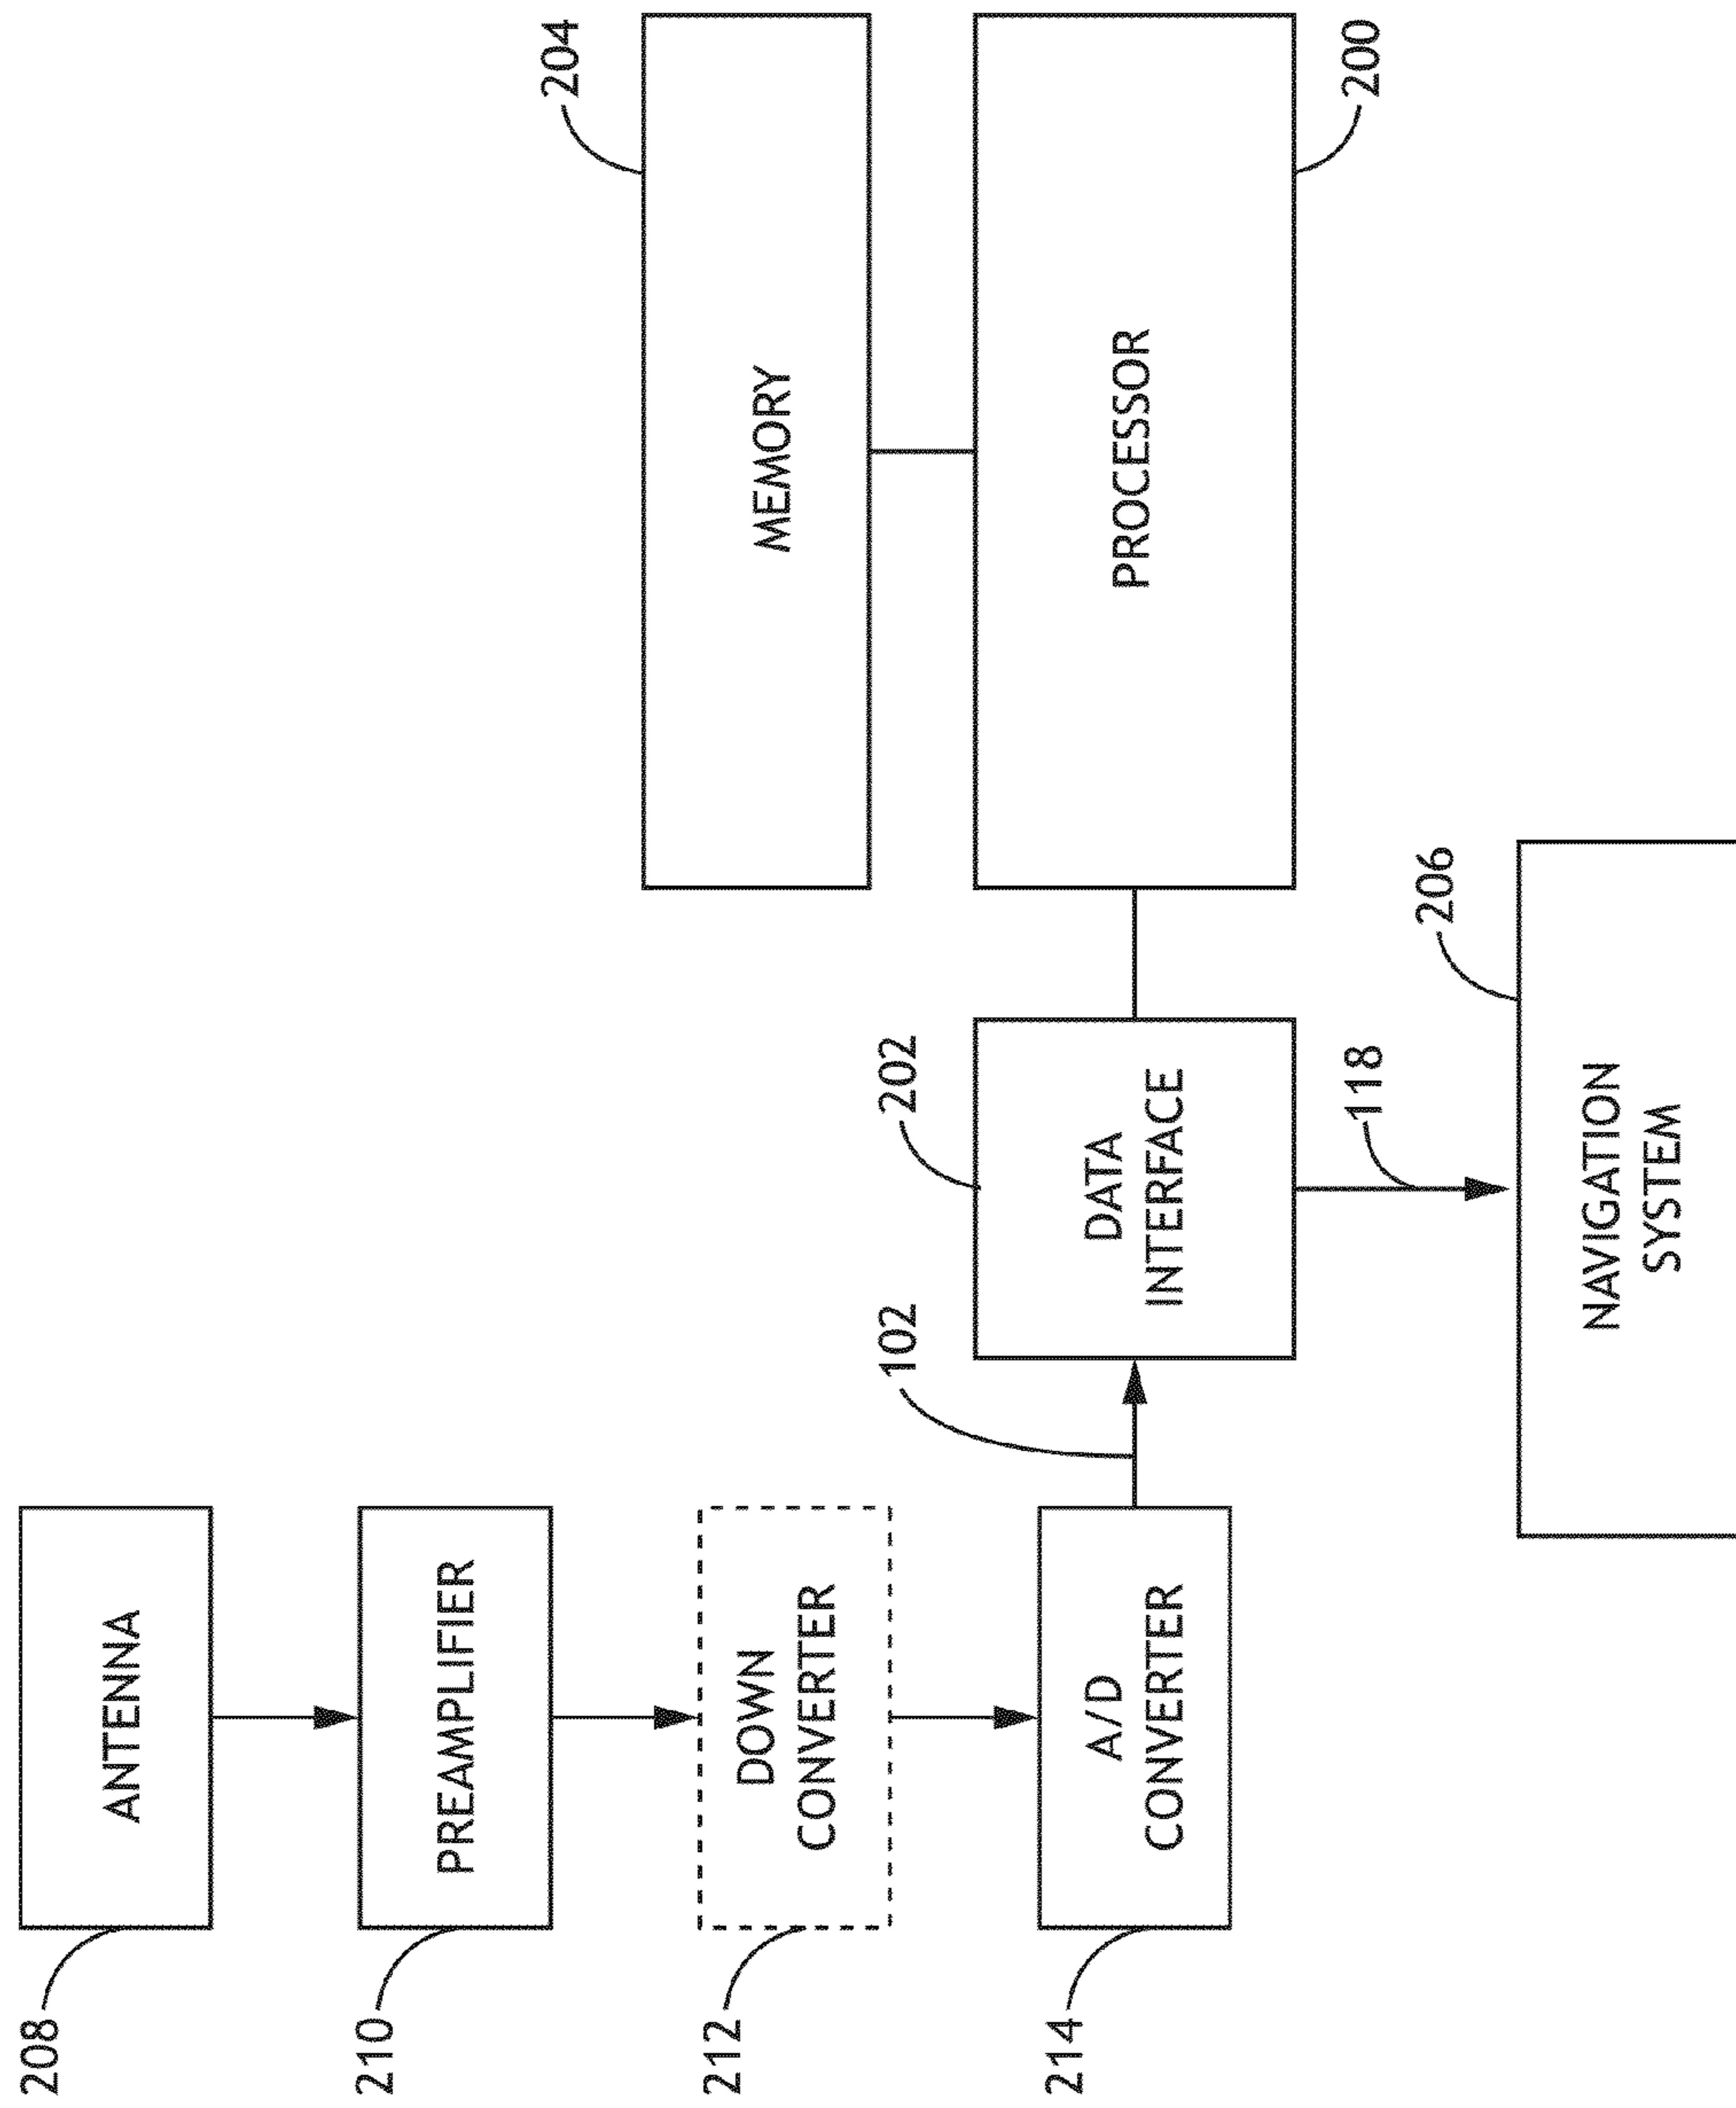 208
ANTENNA
210
PREAMPLIFIER
212
DOWN
CONVERTER
214
A/D
CONVERTER
102
202
DATA
INTERFACE
118
206
NAVIGATION
SYSTEM
204
MEMORY
PROCESSOR
200